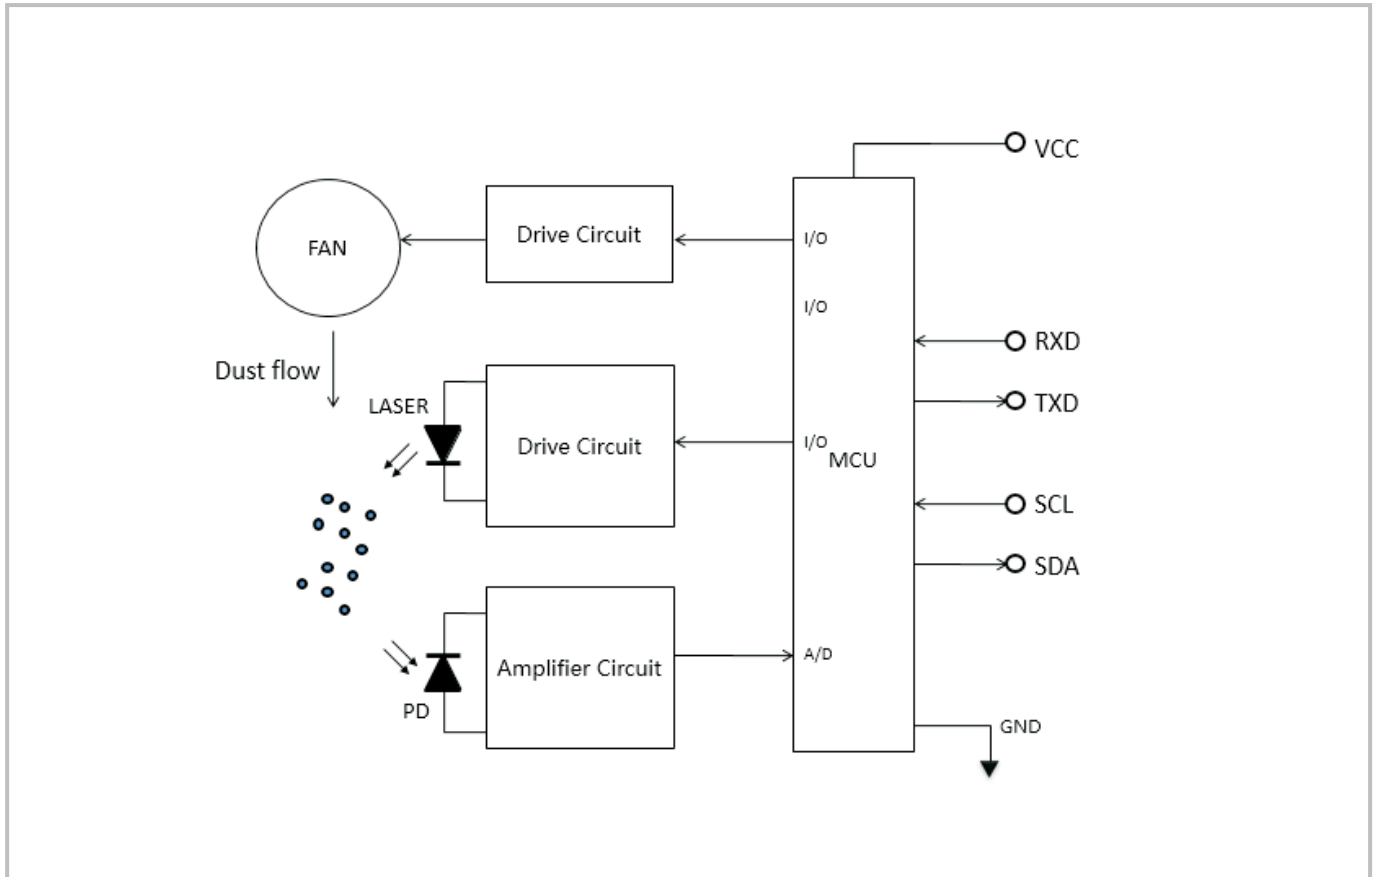 VCC
FAN
Drive Circuit
I/O
I/O
RXD
Dust flow
TXD
LASER
Drive Circuit
I/O
MCU
SCL
SDA
Amplifier Circuit
A/D
PD
GND